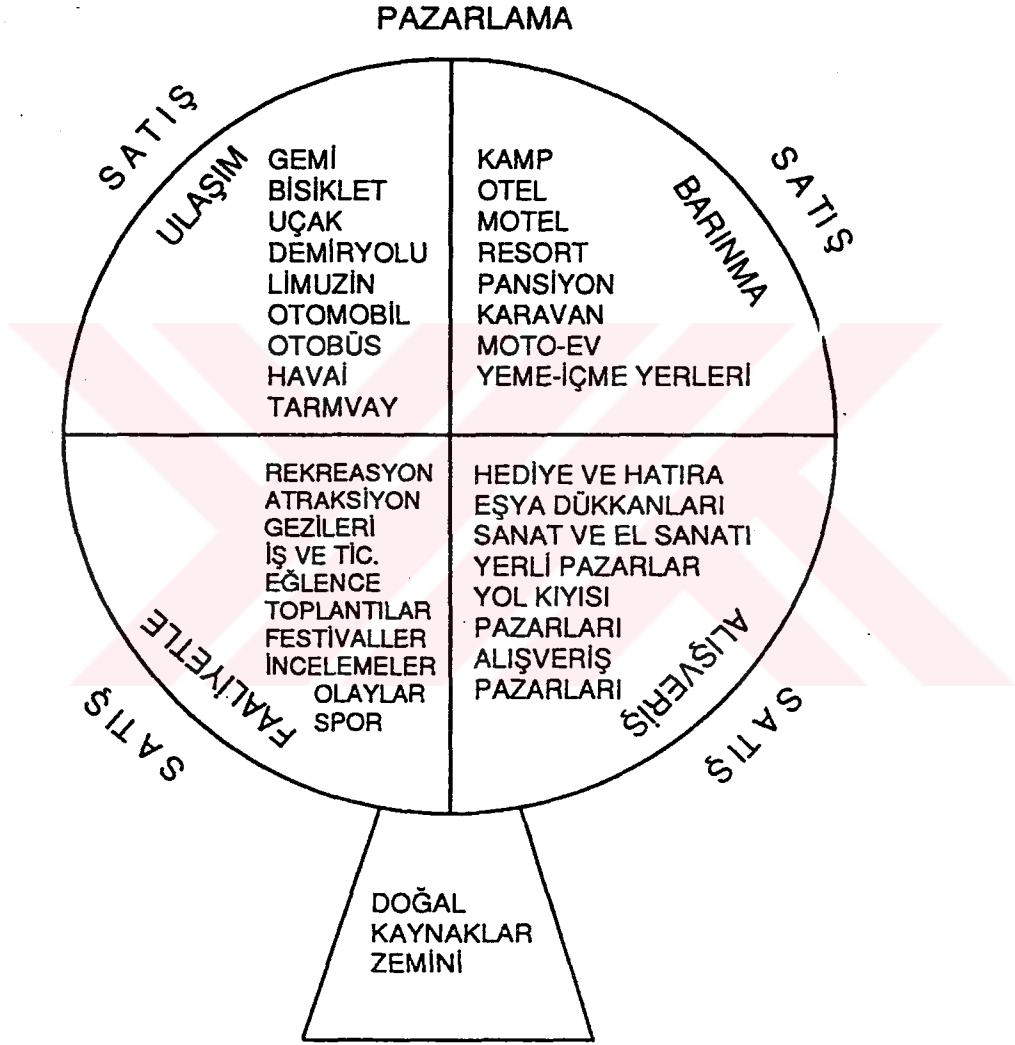 PAZARLAMA
SATIŞ
SATIŞ
ULAŞIM
GEMİ
BİSİKLET
UÇAK
DEMİRYOLU
LİMUZİN
OTOMOBİL
OTOBÜS
HAVAİ
TARMVAY
KAMP
OTEL
MOTEL
RESORT
PANSİYON
KARAVAN
MOTO-EV
YEME-İÇME YERLERİ
BARINMA
REKREASYON
ATRAKSİYON
GEZİLERİ
İŞ VE TİC.
EĞLENCE
TOPLANTILAR
FESTİVALLER
İNCELEMELER
OLAYLAR
SPOR
FAALİYETLE
HEDİYE VE HATIRA
EŞYA DÜKKANLARI
SANAT VE EL SANATI
YERLİ PAZARLAR
YOL KIYISI
PAZARLARI
ALIŞVERİŞ
PAZARLARI
ALIŞVERİŞ
SATIŞ
SATIŞ
DOĞAL
KAYNAKLAR
ZEMİNİ